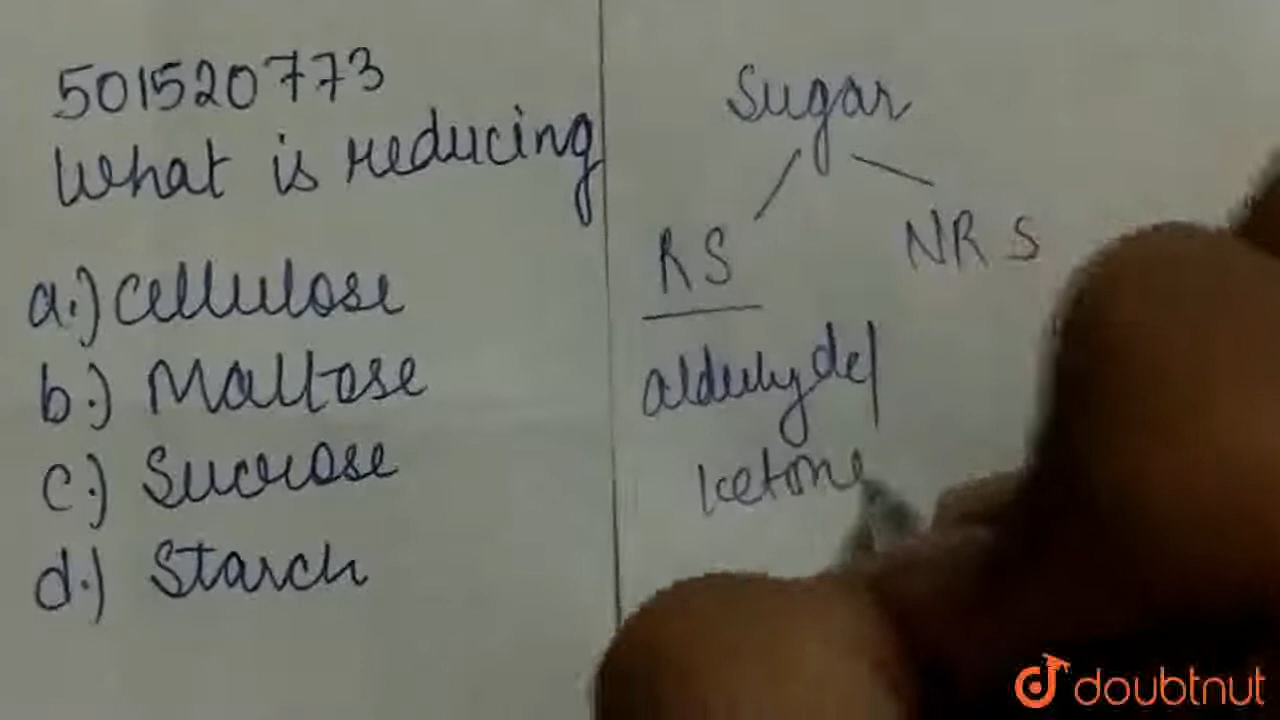 501520773
What is reducing
a.) Cellulose
b.) Maltose
c.) Sucrose
d.) Starch
Sugar
RS
NRS
aldehyde/
ketone
doubtnut